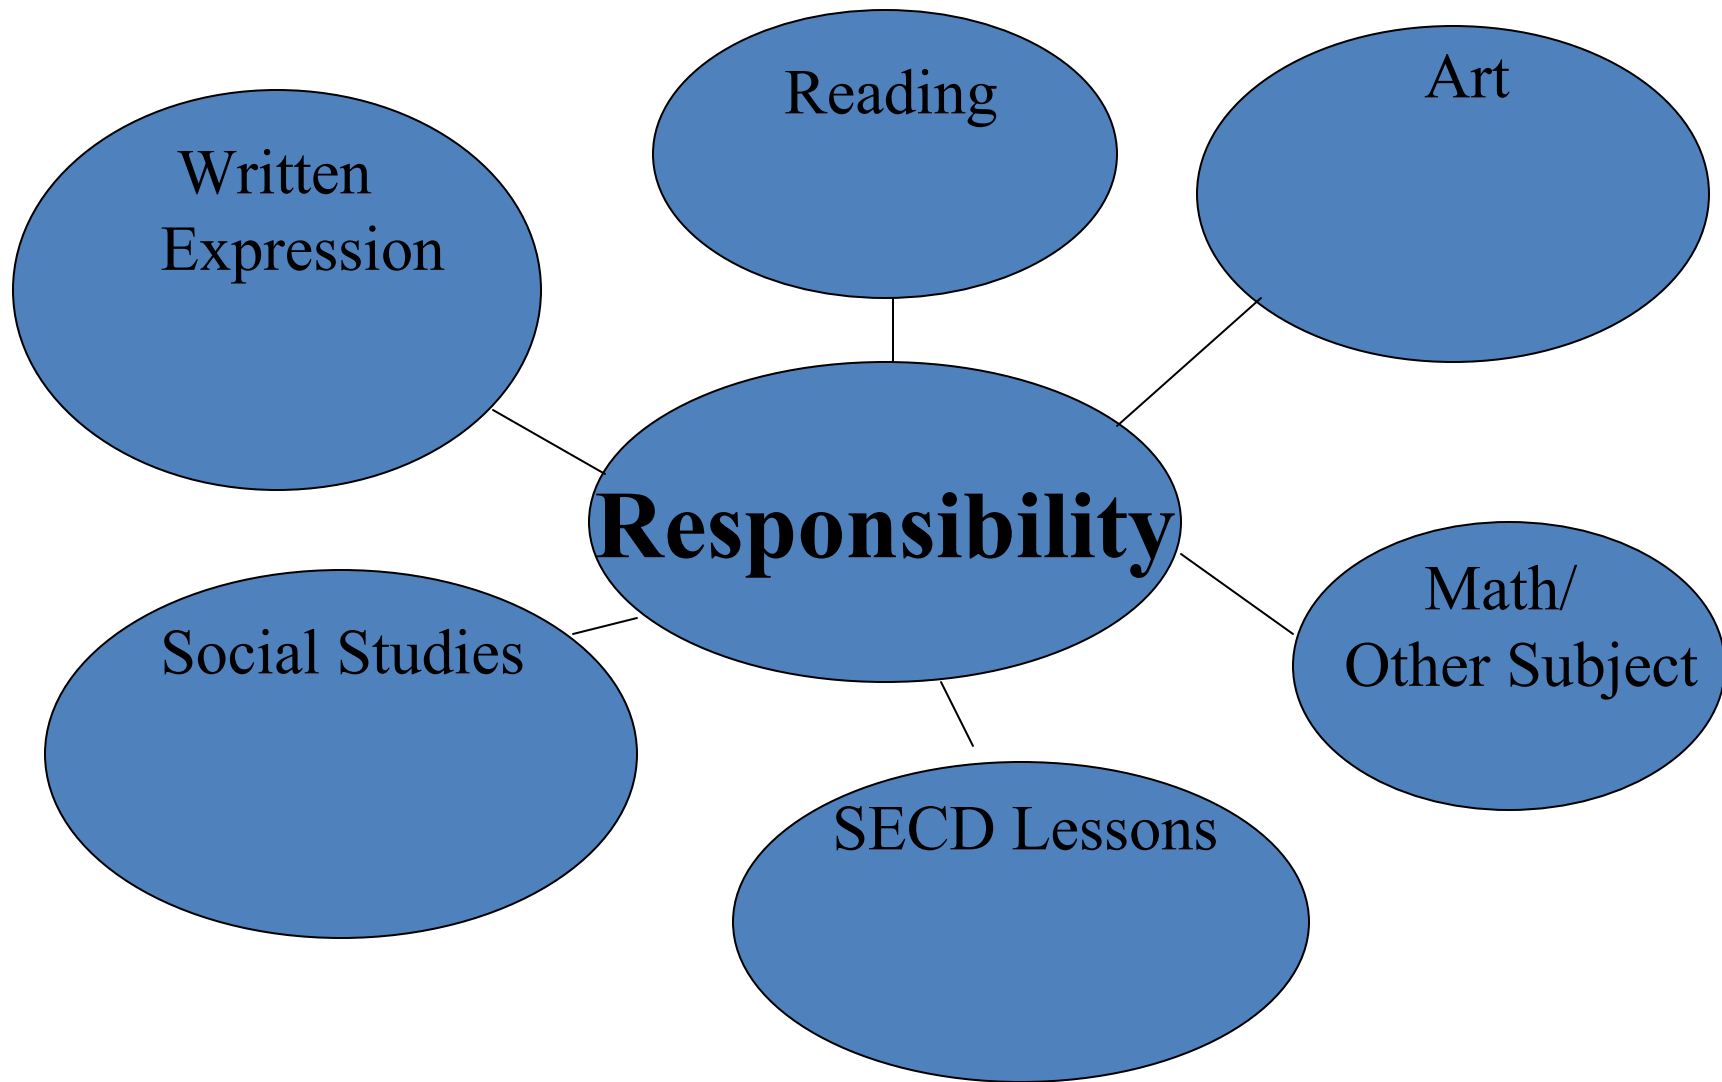 Reading
Art
Written
Expression
Responsibility
Math/
Other Subject
Social Studies
SECD Lessons